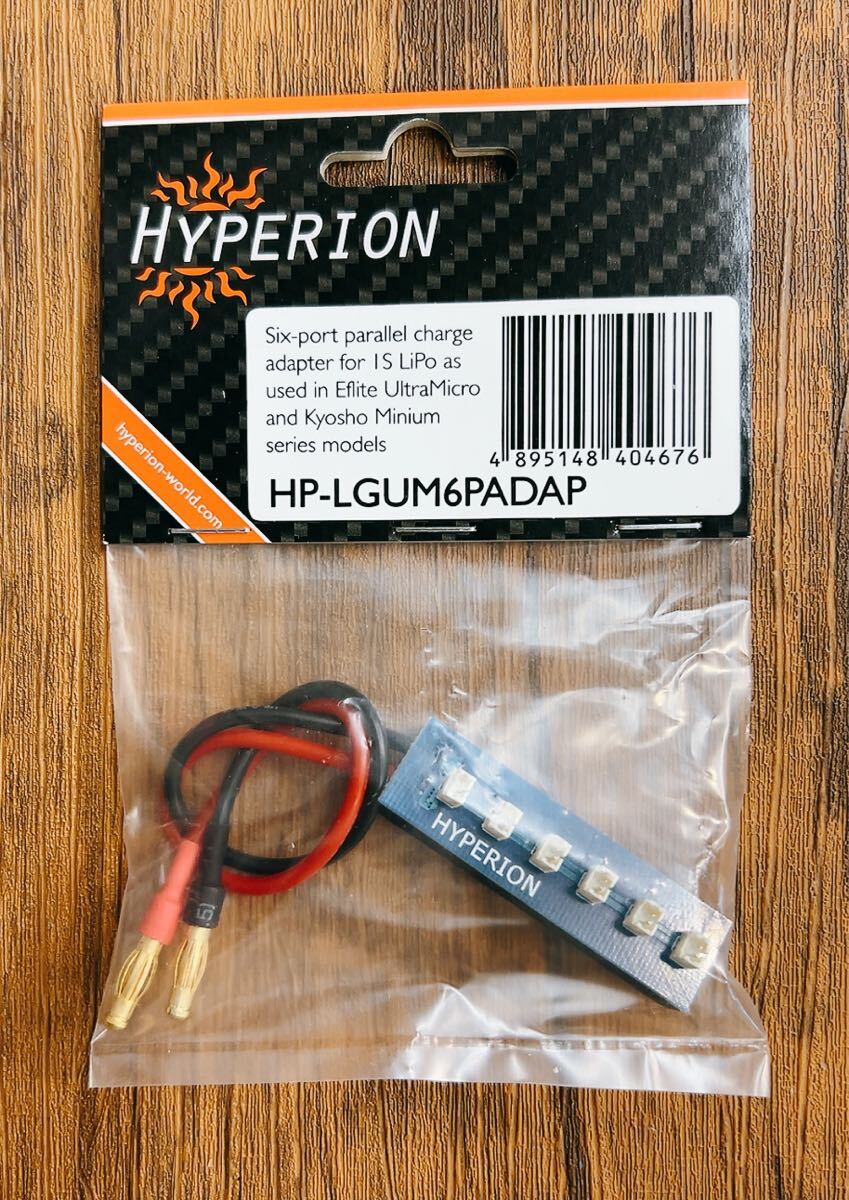 HYPERION
Six-port parallel charge
adapter for 1S LiPo as
used in Eflite UltraMicro
and Kyosho Minium
series models
4 895148 404676
HP-LGUM6PADAP
hyperion-world.com
HYPERION